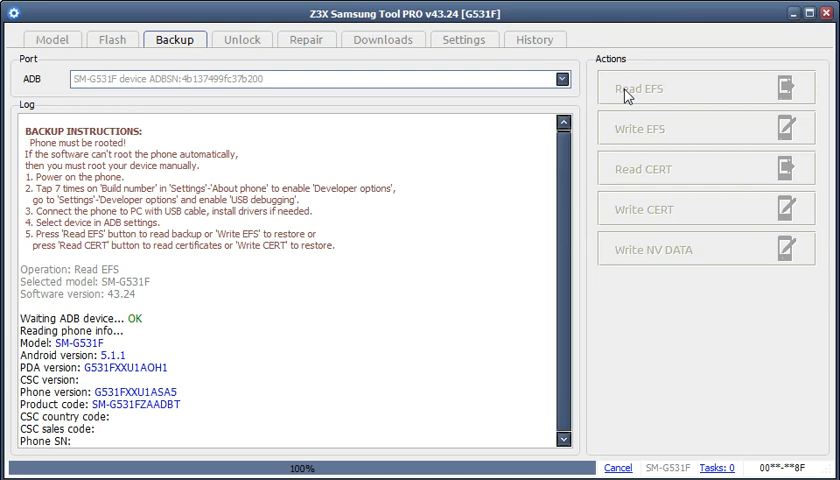 Z3X Samsung Tool PRO v43.24 [G531F]
Model
Flash
Backup
Unlock
Repair
Downloads
Settings
History
Port
ADB
SM-G531F device ADBSN:4b137499fc37b200
Log
BACKUP INSTRUCTIONS:
Phone must be rooted!
If the software can't root the phone automatically,
then you must root your device manually.
1. Power on the phone.
2. Tap 7 times on 'Build number' in 'Settings'-'About phone' to enable 'Developer options',
go to 'Settings'-'Developer options' and enable 'USB debugging'.
3. Connect the phone to PC with USB cable, install drivers if needed.
4. Select device in ADB settings.
5. Press 'Read EFS' button to read backup or 'Write EFS' to restore or
press 'Read CERT' button to read certificates or 'Write CERT' to restore.
Operation: Read EFS
Selected model: SM-G531F
Software version: 43.24
Waiting ADB device... OK
Reading phone info...
Model: SM-G531F
Android version: 5.1.1
PDA version: G531FXXU1AOH1
CSC version:
Phone version: G531FXXU1ASA5
Product code: SM-G531FZAADBT
CSC country code:
CSC sales code:
Phone SN:
Actions
Read EFS
Write EFS
Read CERT
Write CERT
Write NV DATA
100%
Cancel
SM-G531F
Tasks: 0
00**-**8F